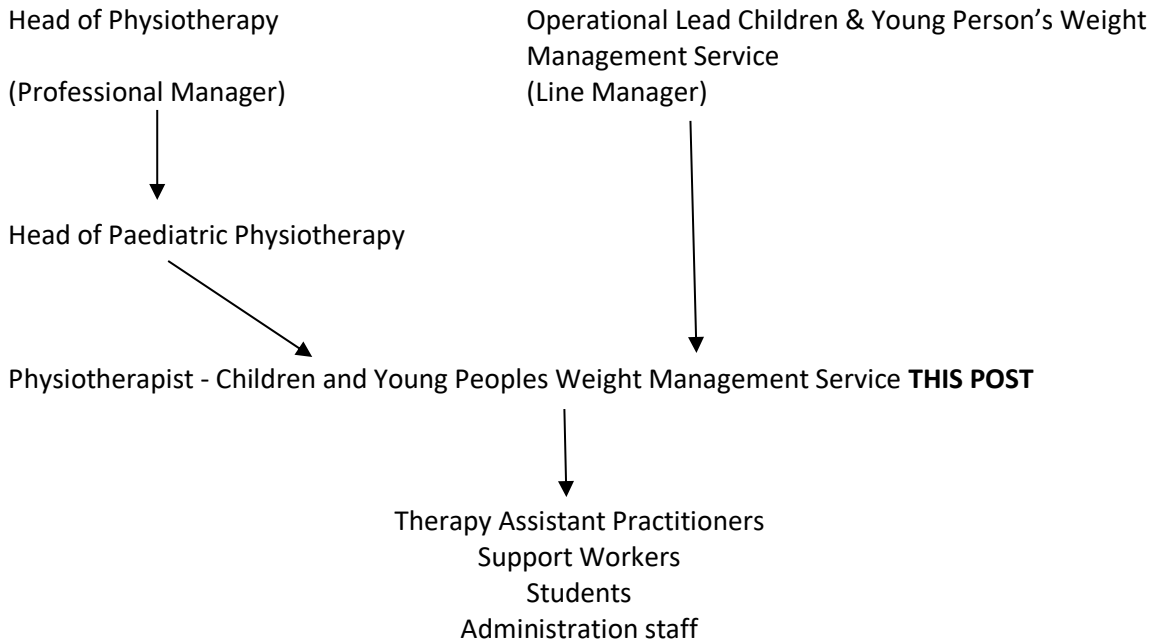 Head of Physiotherapy
Operational Lead Children & Young Person’s Weight
Management Service
(Professional Manager)
(Line Manager)
Head of Paediatric Physiotherapy
Physiotherapist - Children and Young Peoples Weight Management Service THIS POST
Therapy Assistant Practitioners
Support Workers
Students
Administration staff